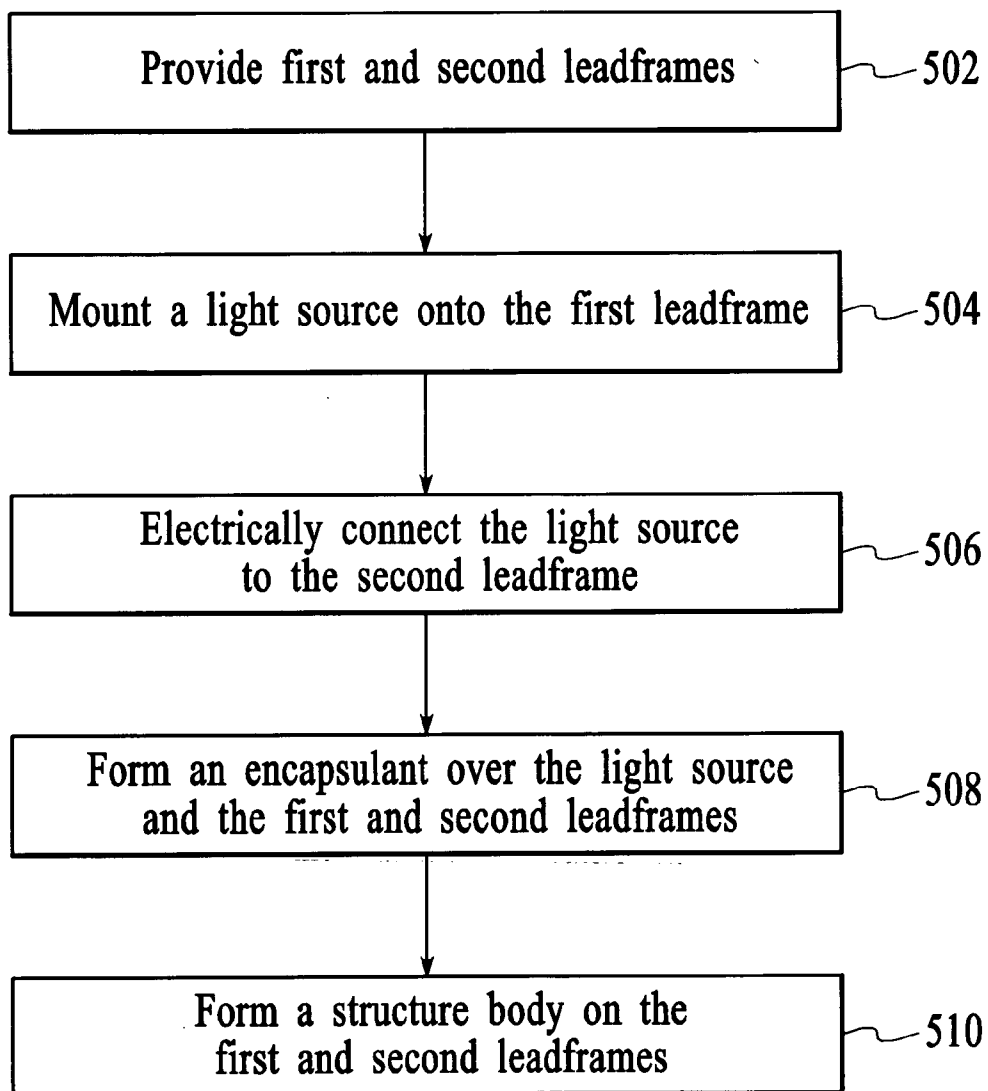 Provide first and second leadframes
502
Mount a light source onto the first leadframe
504
Electrically connect the light source
to the second leadframe
506
Form an encapsulant over the light source
and the first and second leadframes
508
Form a structure body on the
first and second leadframes
510